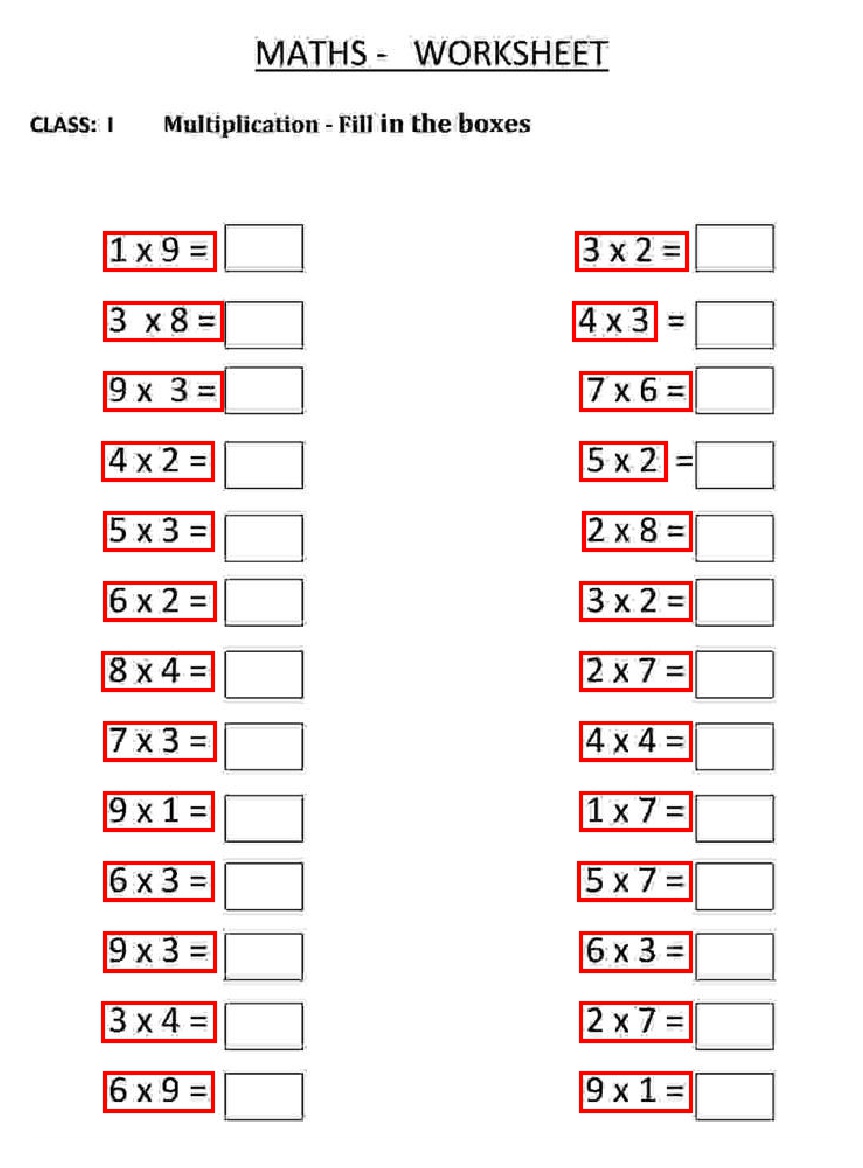 MATHS - WORKSHEET
CLASS: I Multiplication - Fill in the boxes
1 x 9 = 3 x 2 =
3 x 8 = 4 x 3 =
9 x 3 = 7 x 6 =
4 x 2 = 5 x 2 =
5 x 3 = 2 x 8 =
6 x 2 = 3 x 2 =
8 x 4 = 2 x 7 =
7 x 3 = 4 x 4 =
9 x 1 = 1 x 7 =
6 x 3 = 5 x 7 =
9 x 3 = 6 x 3 =
3 x 4 = 2 x 7 =
6 x 9 = 9 x 1 =